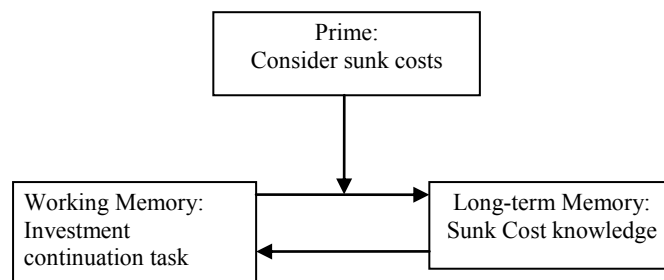 Prime:
Consider sunk costs
Working Memory:
Investment
continuation task
Long-term Memory:
Sunk Cost knowledge